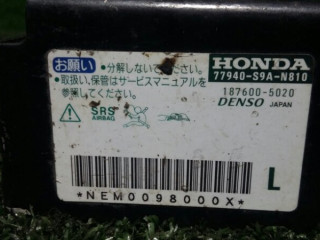 お願い
・分解しないでください。
・取扱い、保管はサービスマニュアルを
参照してください。
SRS
AIRBAG
HONDA
77940-S9A-N810
187600-5020
DENSO JAPAN
L
*NEM0098000X*